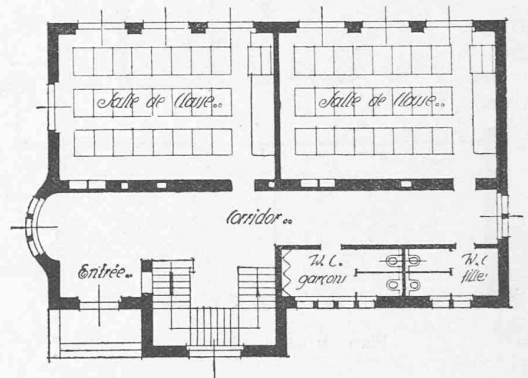 Salle de Classe..
Salle de Classe..
Corridor..
Entrée..
W.C.
garçons
W.C
filles